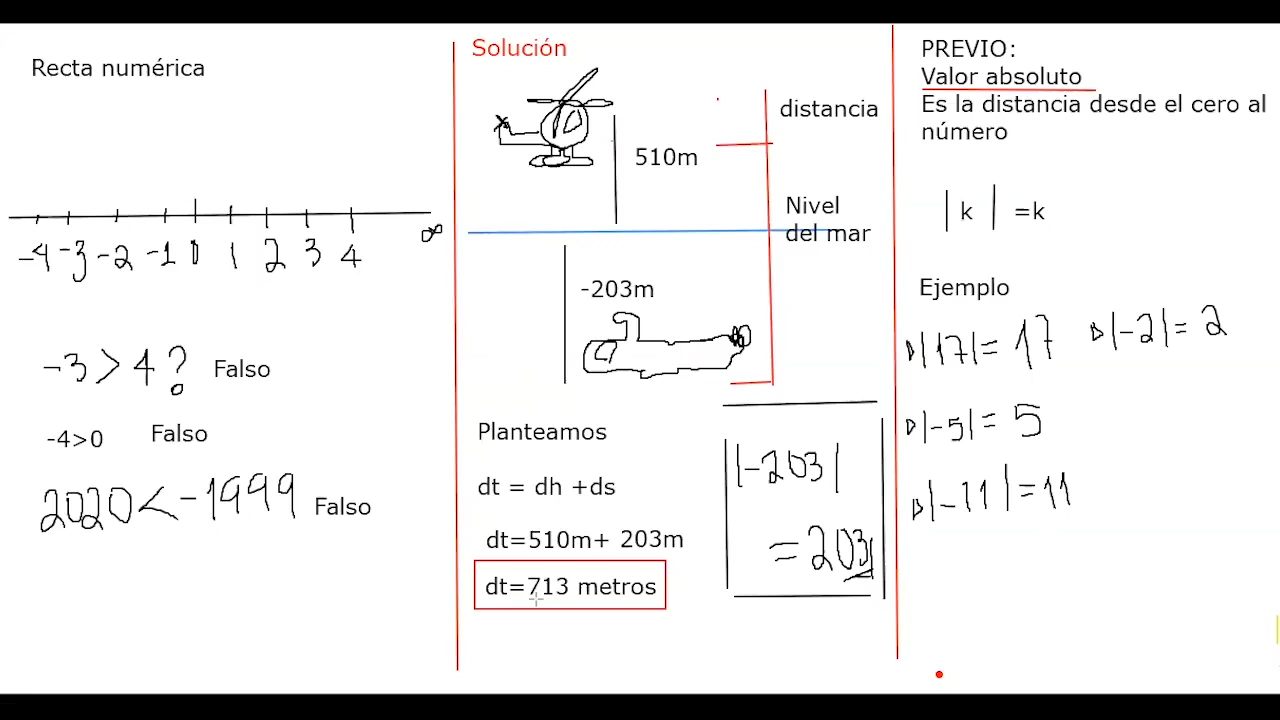 Recta numérica
-4 -3 -2 -1 0 1 2 3 4 ∞
-3 > 4 ?
Falso
-4>0
Falso
2020 < -1999
Falso
Solución
510m
distancia
Nivel
del mar
-203m
Planteamos
dt = dh +ds
dt=510m+ 203m
dt=713 metros
|-203|
= 203
PREVIO:
Valor absoluto
Es la distancia desde el cero al
número
| k | =k
Ejemplo
|17| = 17
|-2| = 2
|-5| = 5
|-11| = 11